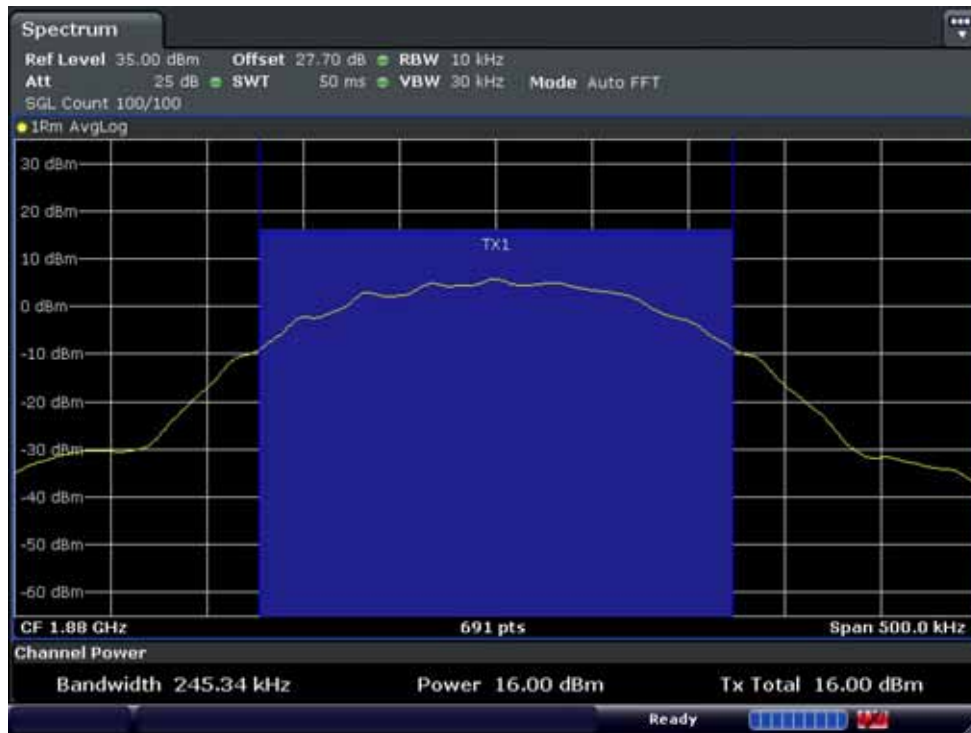 Spectrum
Ref Level 35.00 dBm Offset 27.70 dB RBW 10 kHz
Att 25 dB SWT 50 ms VBW 30 kHz Mode Auto FFT
SGL Count 100/100
1Rm AvgLog
30 dBm
20 dBm
TX1
10 dBm
0 dBm
-10 dBm
-20 dBm
-30 dBm
-40 dBm
-50 dBm
-60 dBm
CF 1.88 GHz 691 pts Span 500.0 kHz
Channel Power
Bandwidth 245.34 kHz Power 16.00 dBm Tx Total 16.00 dBm
Ready